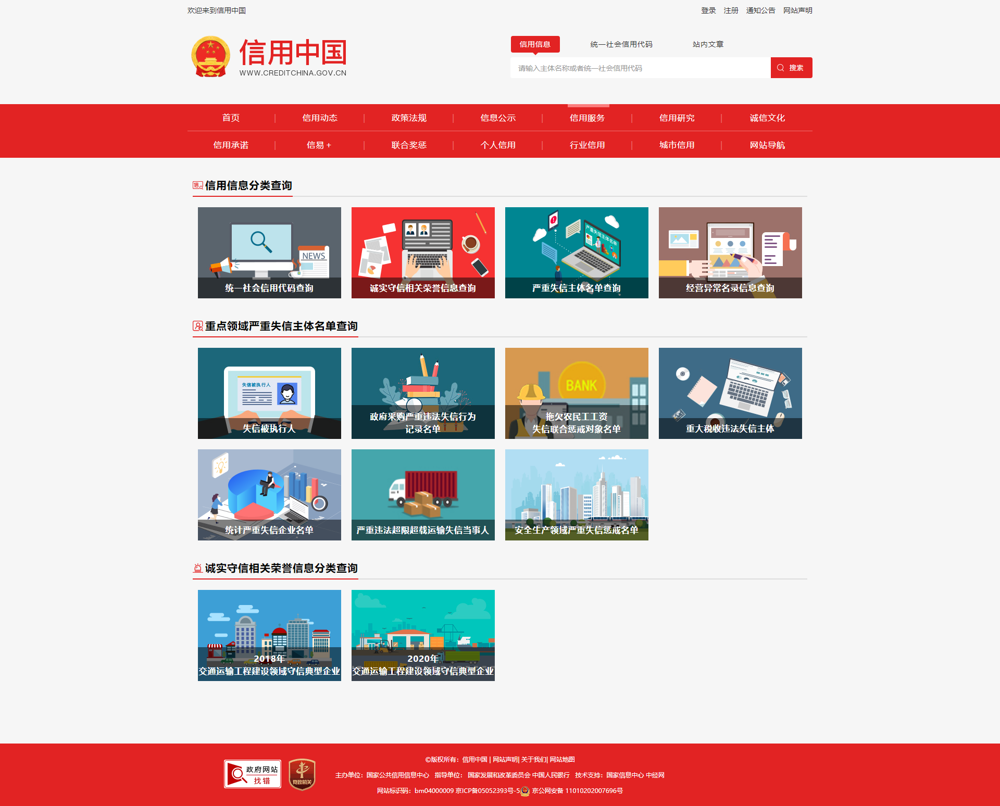 欢迎来到信用中国
登录 注册 通知公告 网站声明
信用中国
WWW.CREDITCHINA.GOV.CN
信用信息 统一社会信用代码 站内文章
请输入主体名称或者统一社会信用代码
搜索
首页 信用动态 政策法规 信息公示 信用服务 信用研究 诚信文化
信用承诺 信易+ 联合奖惩 个人信用 行业信用 城市信用 网站导航
信用信息分类查询
NEWS
严重失信主体名单
统一社会信用代码查询
诚实守信相关荣誉信息查询
严重失信主体名单查询
经营异常名录信息查询
重点领域严重失信主体名单查询
失信被执行人
BANK
失信被执行人
政府采购严重违法失信行为
记录名单
拖欠农民工工资
失信联合惩戒对象名单
重大税收违法失信主体
统计严重失信企业名单
严重违法超限超载运输失信当事人
安全生产领域严重失信惩戒名单
诚实守信相关荣誉信息分类查询
2018年
交通运输工程建设领域守信典型企业
2020年
交通运输工程建设领域守信典型企业
政府网站
找错
党政机关
©版权所有：信用中国 | 网站声明| 关于我们| 网站地图
主办单位：国家公共信用信息中心 指导单位： 国家发展和改革委员会 中国人民银行 技术支持：国家信息中心 中经网
网站标识码：bm04000009 京ICP备05052393号-5 京公网安备 11010202007696号